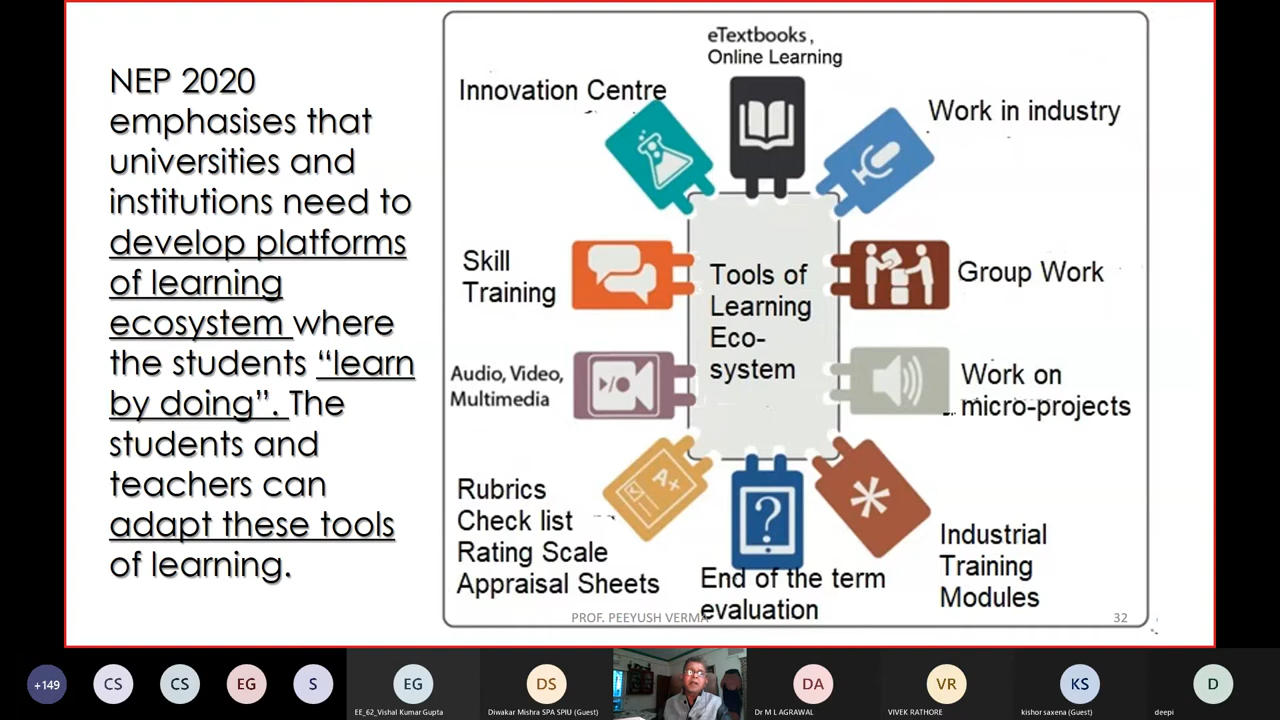 NEP 2020
emphasises that
universities and
institutions need to
develop platforms
of learning
ecosystem where
the students “learn
by doing”. The
students and
teachers can
adapt these tools
of learning.
eTextbooks,
Online Learning
Innovation Centre
Work in industry
Skill
Training
Group Work
Tools of
Learning
Eco-
system
Audio, Video,
Multimedia
Work on
micro-projects
A+
?
*
Rubrics
Check list
Rating Scale
Appraisal Sheets
End of the term
evaluation
Industrial
Training
Modules
PROF. PEEYUSH VERMA
32
+149
CS
CS
EG
S
EG
EE_62_Vishal Kumar Gupta
DS
Diwakar Mishra SPA SPIU (Guest)
DA
Dr M L AGRAWAL
VR
VIVEK RATHORE
KS
kishor saxena (Guest)
D
deepi